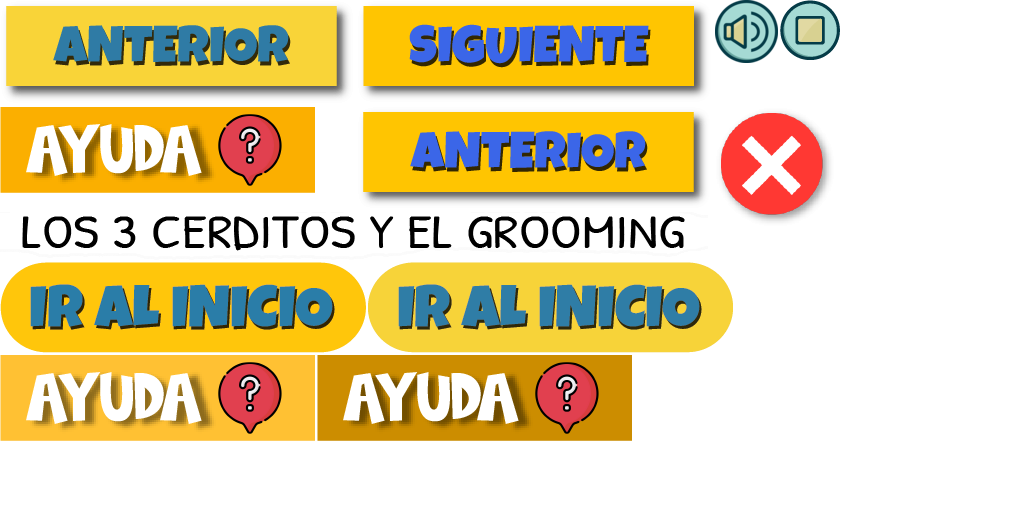 ANTERIOR
SIGUIENTE
AYUDA ?
ANTERIOR
LOS 3 CERDITOS Y EL GROOMING
IR AL INICIO
IR AL INICIO
AYUDA ?
AYUDA ?